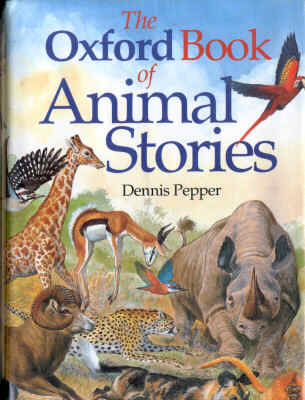 The
Oxford Book
of
Animal
Stories
Dennis Pepper